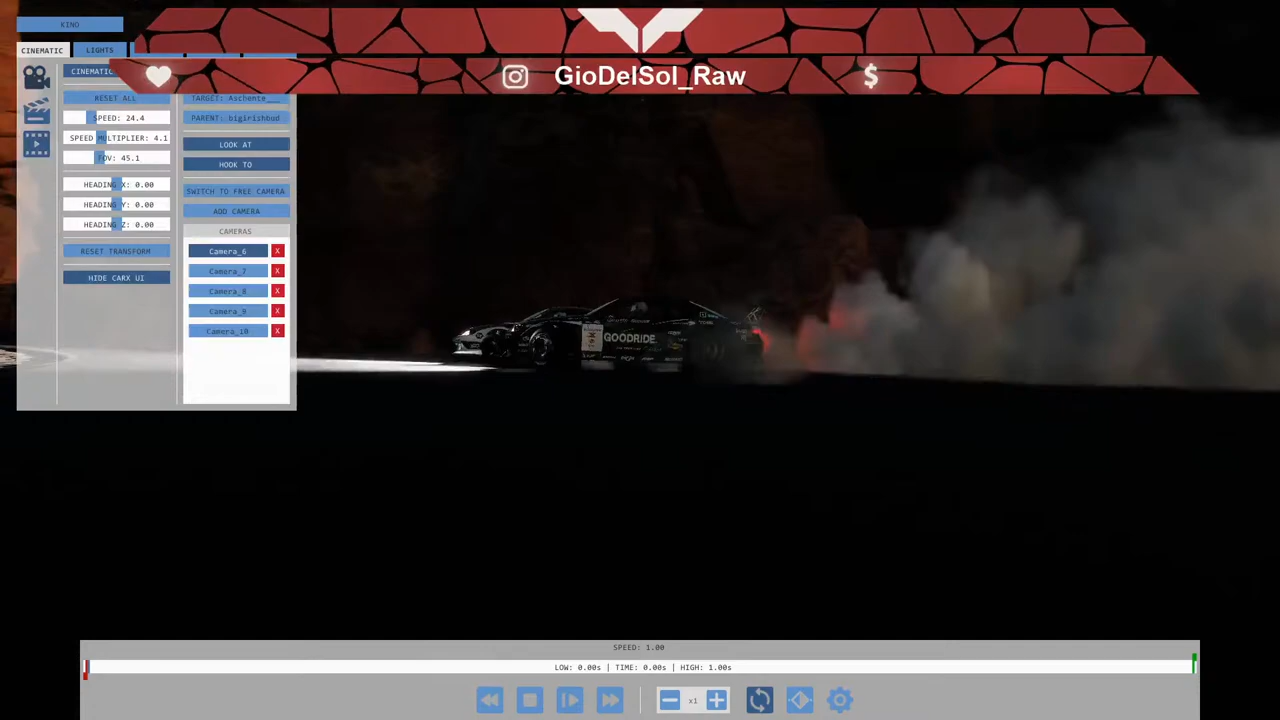 KINO
CINEMATIC
LIGHTS
CINEMATIC
GioDelSol_Raw
$
RESET ALL
SPEED: 24.4
SPEED MULTIPLIER: 4.1
FOV: 45.1
HEADING X: 0.00
HEADING Y: 0.00
HEADING Z: 0.00
RESET TRANSFORM
HIDE CARX UI
TARGET: Aschente__
PARENT: bigirishbod
LOOK AT
HOOK TO
SWITCH TO FREE CAMERA
ADD CAMERA
CAMERAS
Camera_6 X
Camera_7 X
Camera_8 X
Camera_9 X
Camera_10 X
GOODRIDE
SPEED: 1.00
LOW: 0.00s | TIME: 0.00s | HIGH: 1.00s
x1